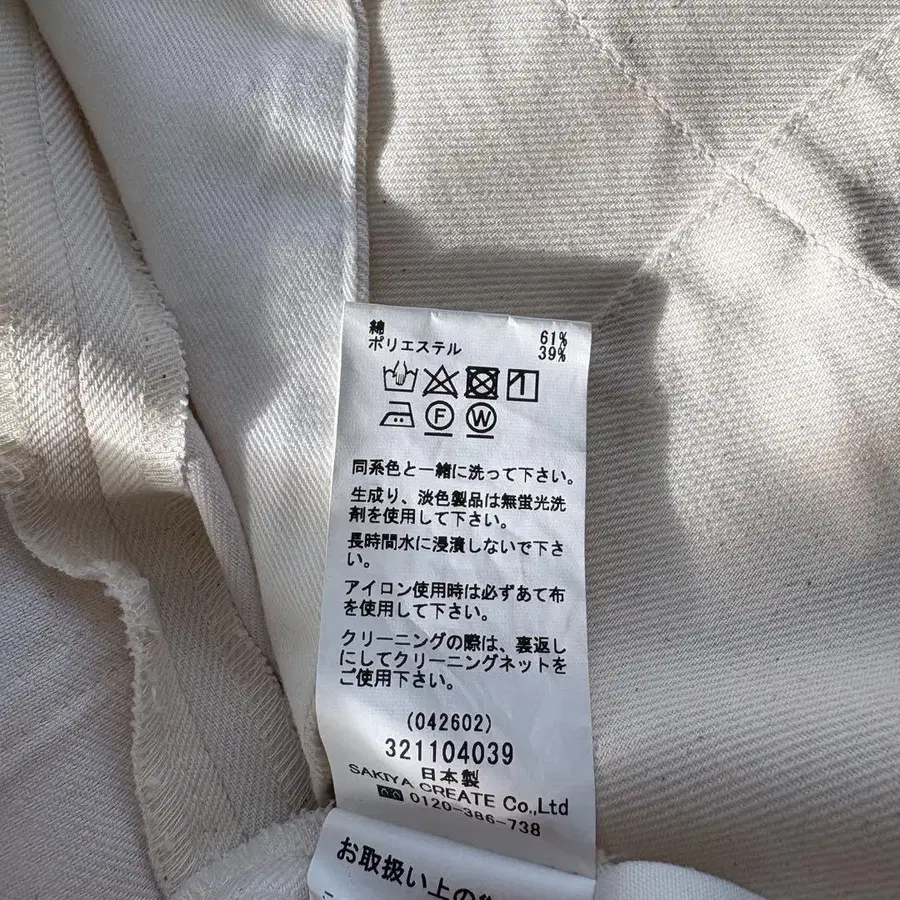 綿 61%
ポリエステル 39%
F W
同系色と一緒に洗って下さい。
生成り、淡色製品は無蛍光洗
剤を使用して下さい。
長時間水に浸漬しないで下さ
い。
アイロン使用時は必ずあて布
を使用して下さい。
クリーニングの際は、裏返し
にしてクリーニングネットを
ご使用下さい。
(042602)
321104039
日本製
SAKIYA CREATE Co.,Ltd
0120-386-738
お取扱い上の